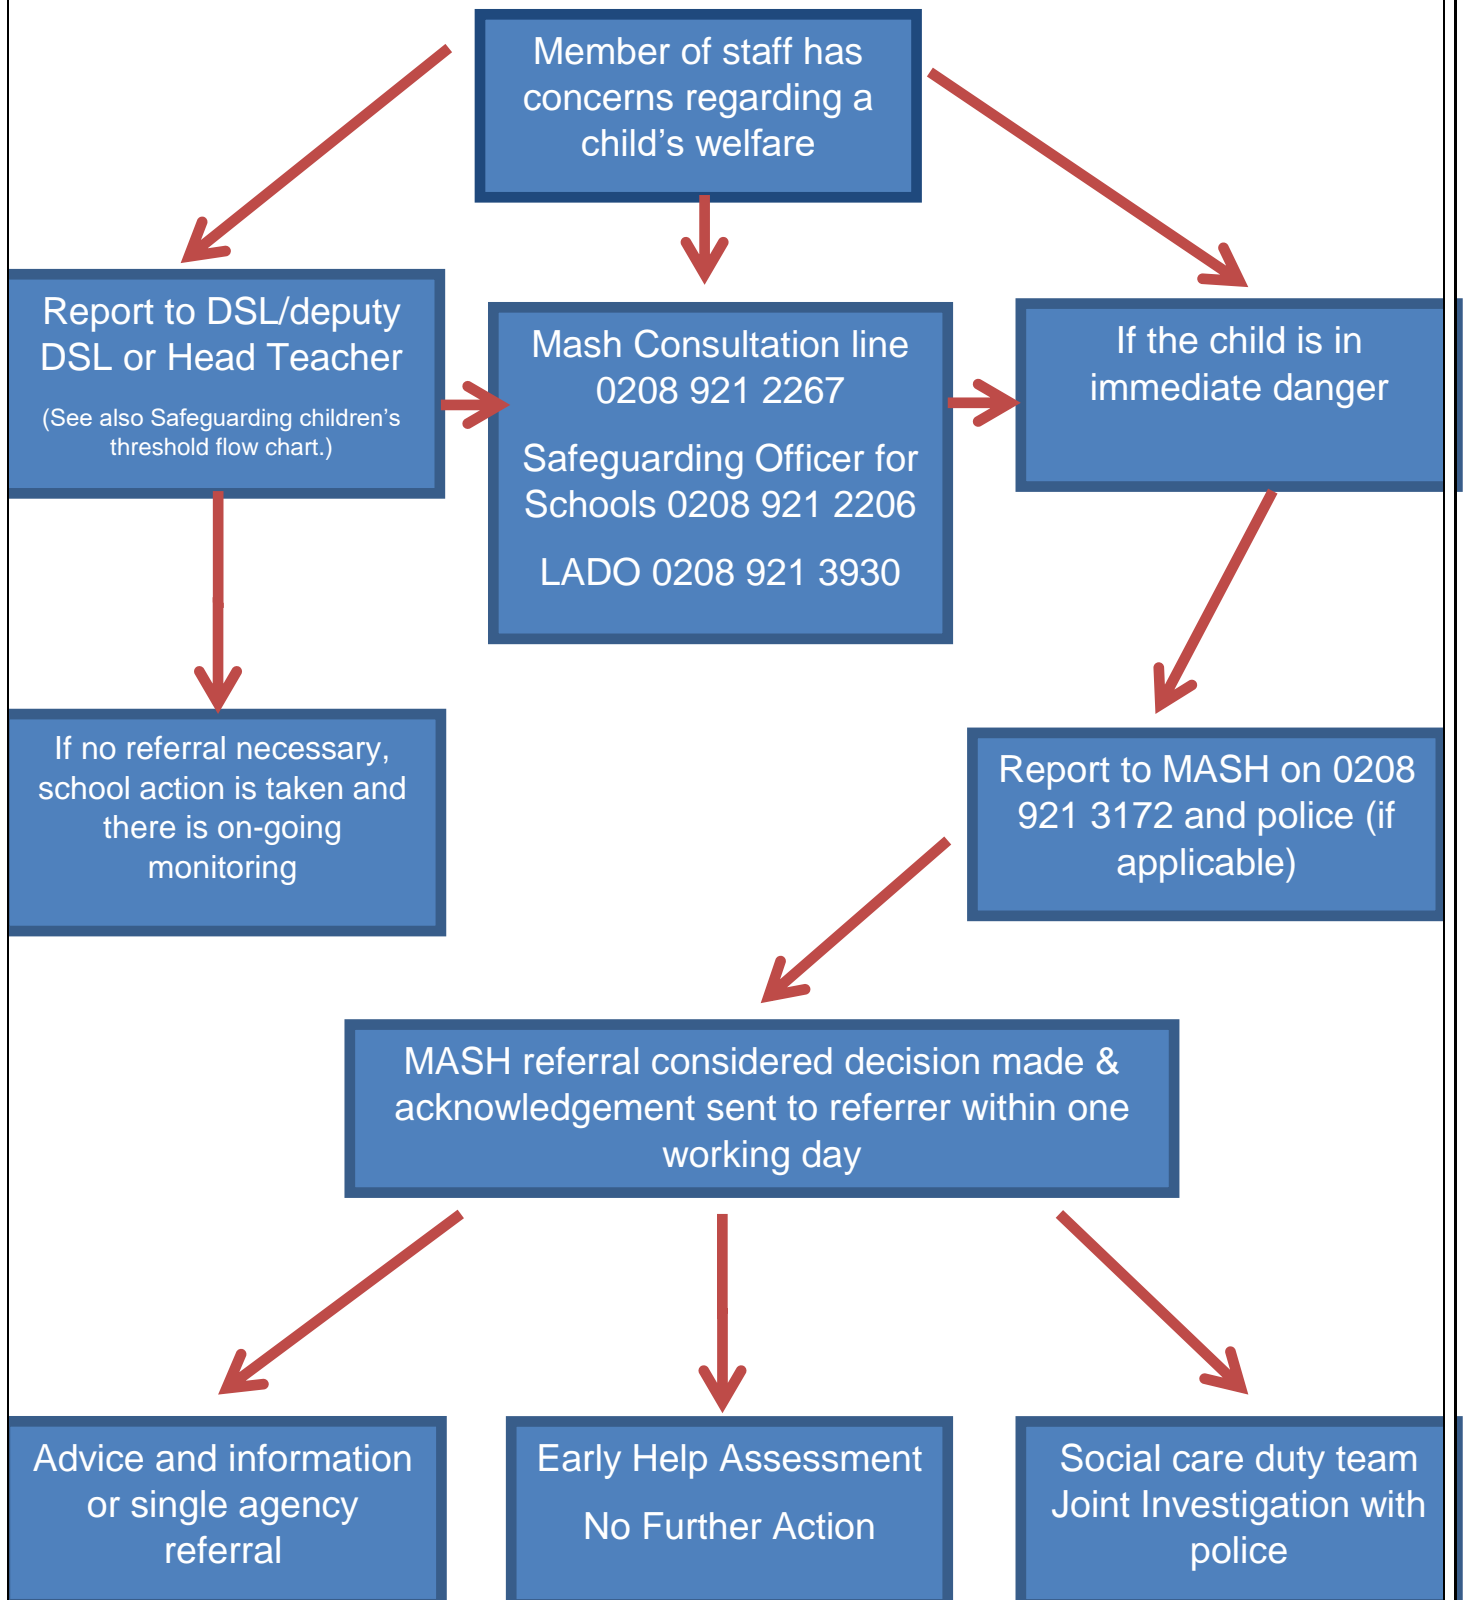 Member of staff has
concerns regarding a
child’s welfare
Report to DSL/deputy
DSL or Head Teacher
(See also Safeguarding children’s
threshold flow chart.)
Mash Consultation line
0208 921 2267
Safeguarding Officer for
Schools 0208 921 2206
LADO 0208 921 3930
If the child is in
immediate danger
If no referral necessary,
school action is taken and
there is on-going
monitoring
Report to MASH on 0208
921 3172 and police (if
applicable)
MASH referral considered decision made &
acknowledgement sent to referrer within one
working day
Advice and information
or single agency
referral
Early Help Assessment
No Further Action
Social care duty team
Joint Investigation with
police